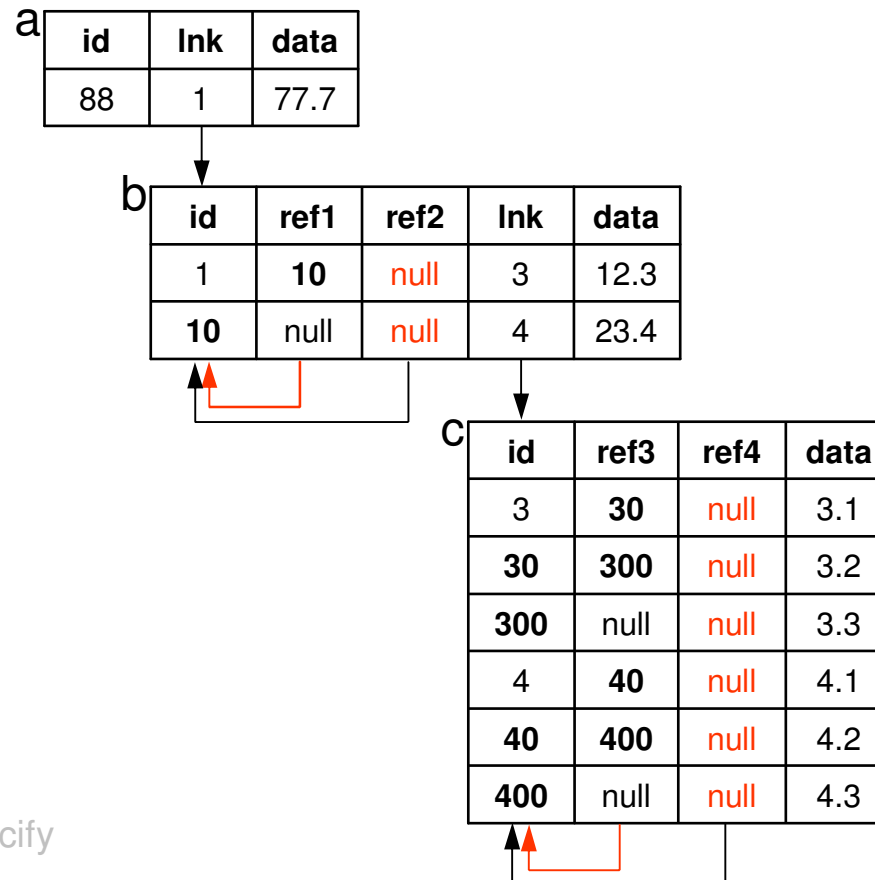 a
id lnk data
88 1 77.7
b
id ref1 ref2 lnk data
1 10 null 3 12.3
10 null null 4 23.4
c
id ref3 ref4 data
3 30 null 3.1
30 300 null 3.2
300 null null 3.3
4 40 null 4.1
40 400 null 4.2
400 null null 4.3
cify